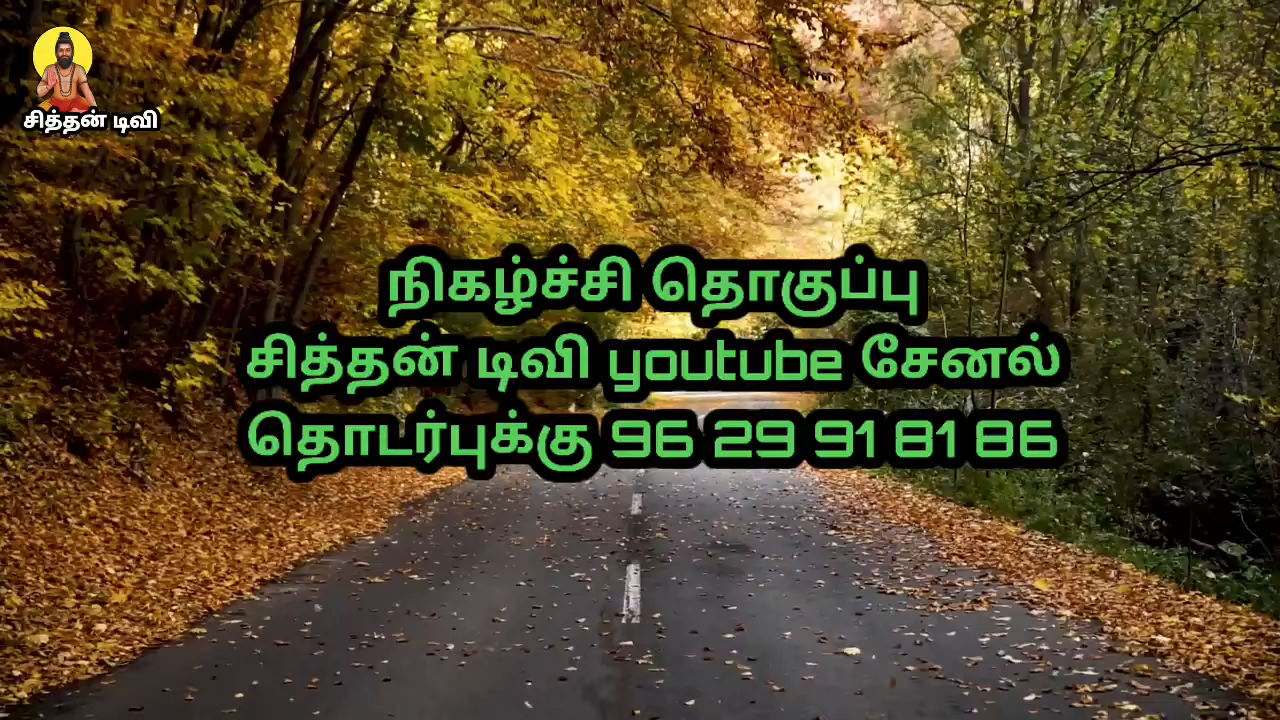 சித்தன் டிவி
நிகழ்ச்சி தொகுப்பு
சித்தன் டிவி youtube சேனல்
தொடர்புக்கு 96 29 91 81 86